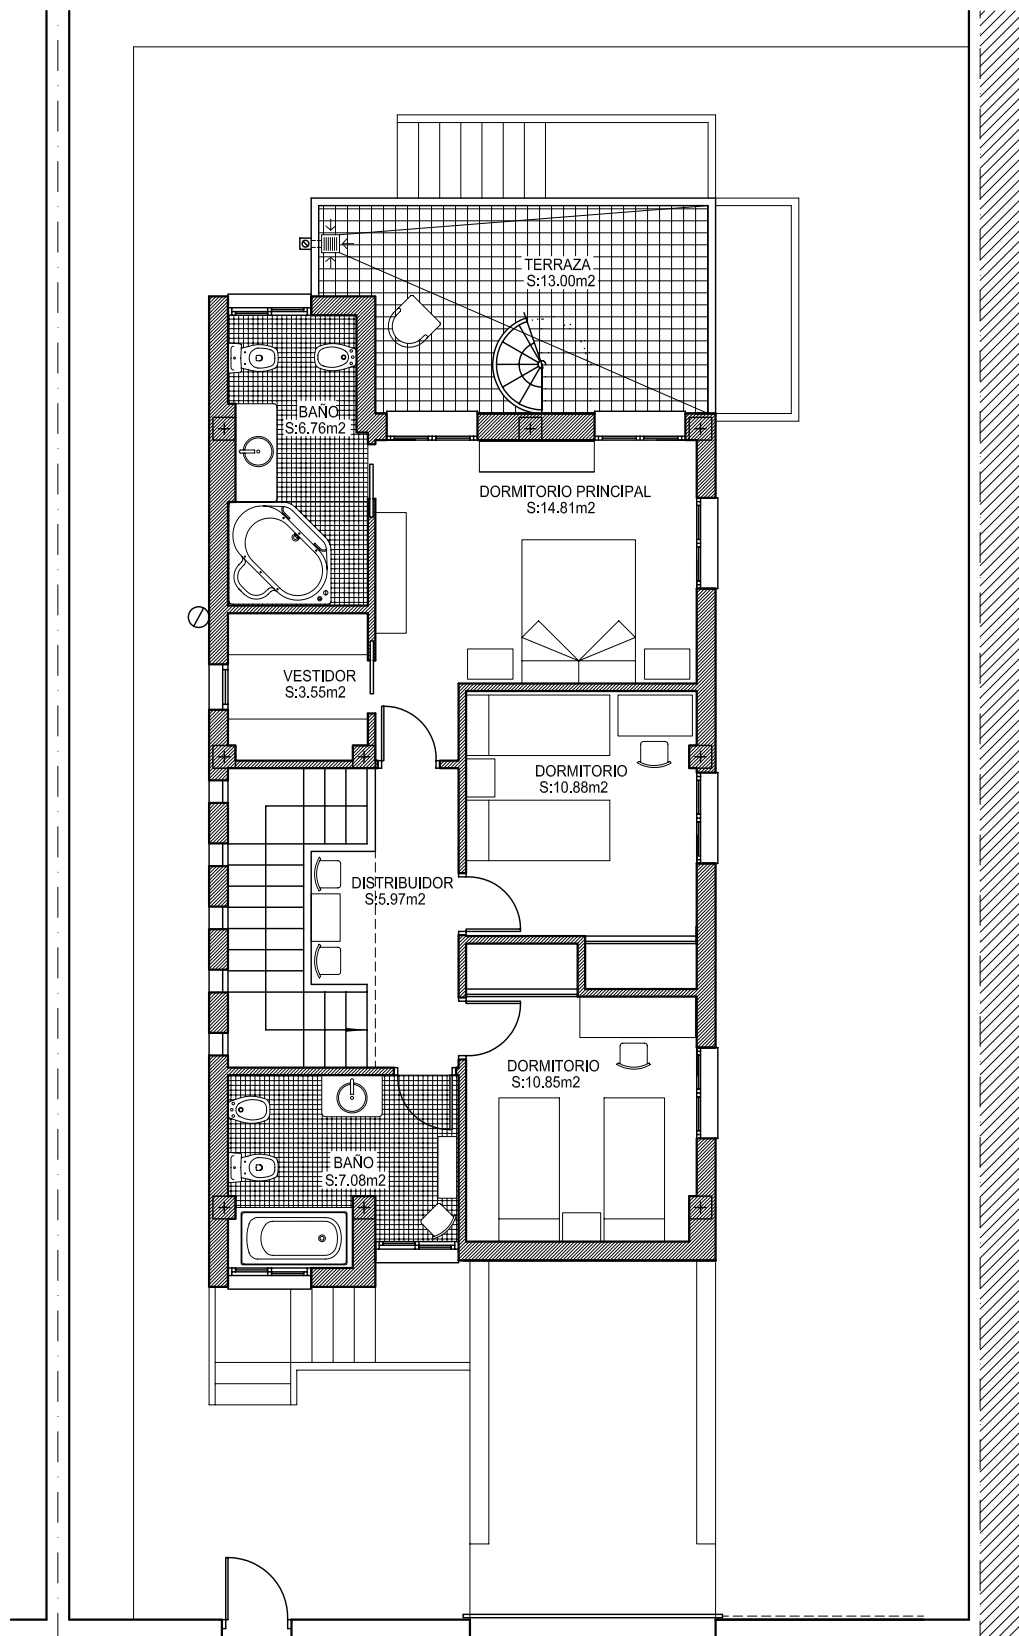 TERRAZA
S:13.00m2
BAÑO
S:6.76m2
DORMITORIO PRINCIPAL
S:14.81m2
VESTIDOR
S:3.55m2
DORMITORIO
S:10.88m2
DISTRIBUIDOR
S:5.97m2
DORMITORIO
S:10.85m2
BAÑO
S:7.08m2